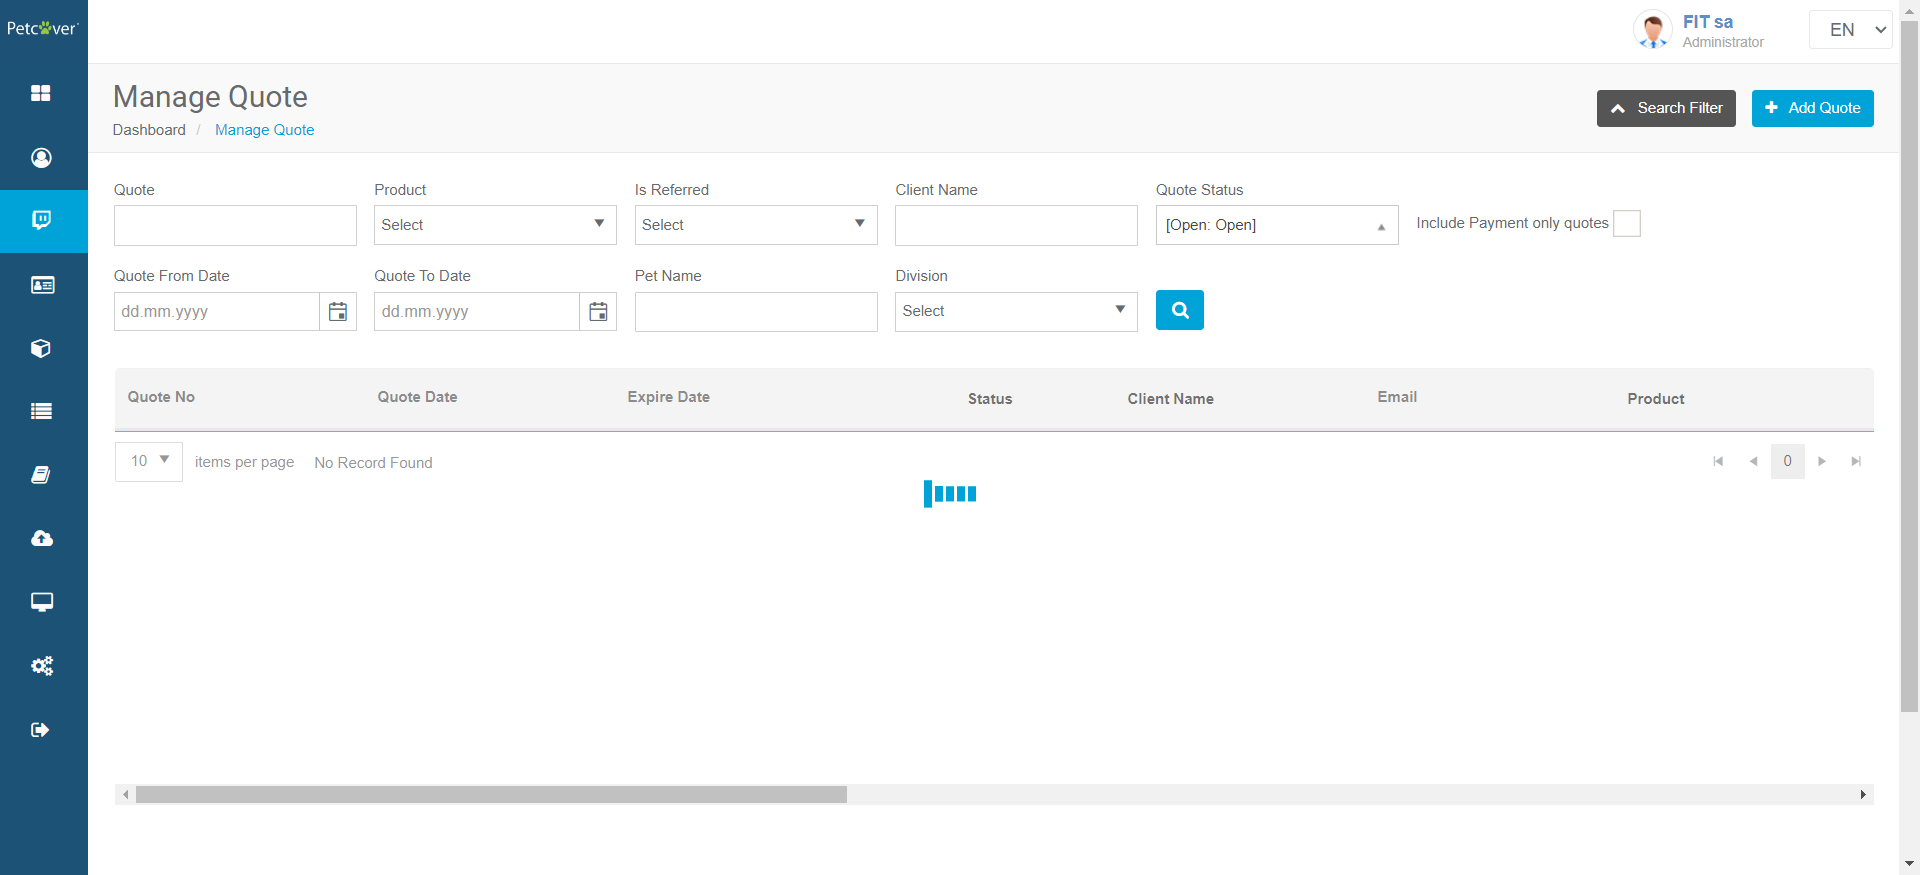 Petcover
FIT sa
Administrator
EN
Manage Quote
Dashboard / Manage Quote
Search Filter
Add Quote
Quote
Product
Is Referred
Client Name
Quote Status
Select
Select
[Open: Open]
Include Payment only quotes
Quote From Date
Quote To Date
Pet Name
Division
dd.mm.yyyy
dd.mm.yyyy
Select
Quote No
Quote Date
Expire Date
Status
Client Name
Email
Product
10
items per page
No Record Found
0